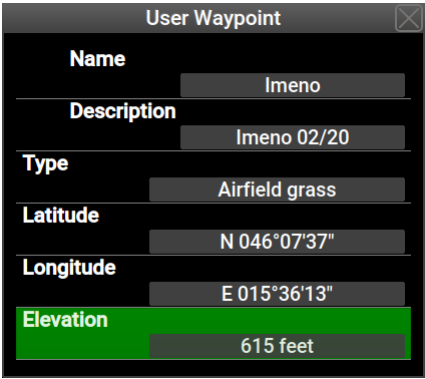 User Waypoint
Name
Imeno
Description
Imeno 02/20
Type
Airfield grass
Latitude
N 046°07'37"
Longitude
E 015°36'13"
Elevation
615 feet